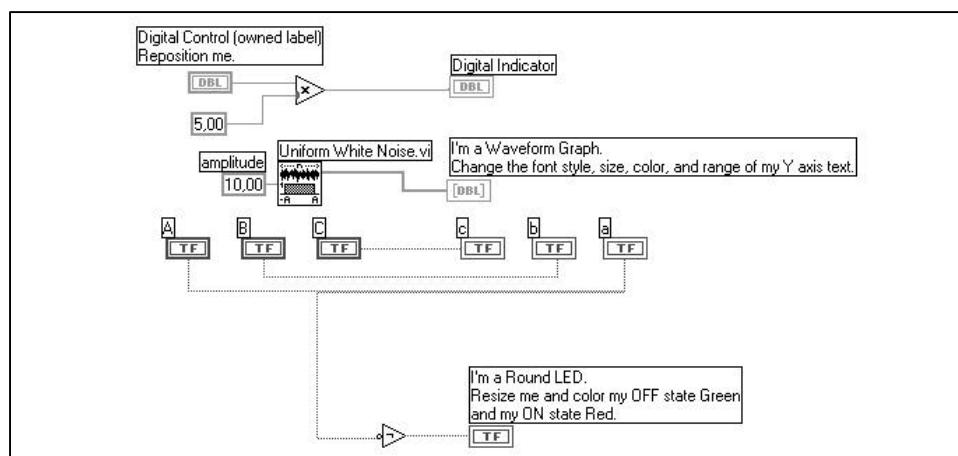 Digital Control (owned label)
Reposition me.
DBL
x
5,00
Digital Indicator
DBL
amplitude
10,00
Uniform White Noise.vi
-A A
I'm a Waveform Graph.
Change the font style, size, color, and range of my Y axis text.
[DBL]
A B C c b a
TF TF TF TF TF TF
I'm a Round LED.
Resize me and color my OFF state Green
and my ON state Red.
TF